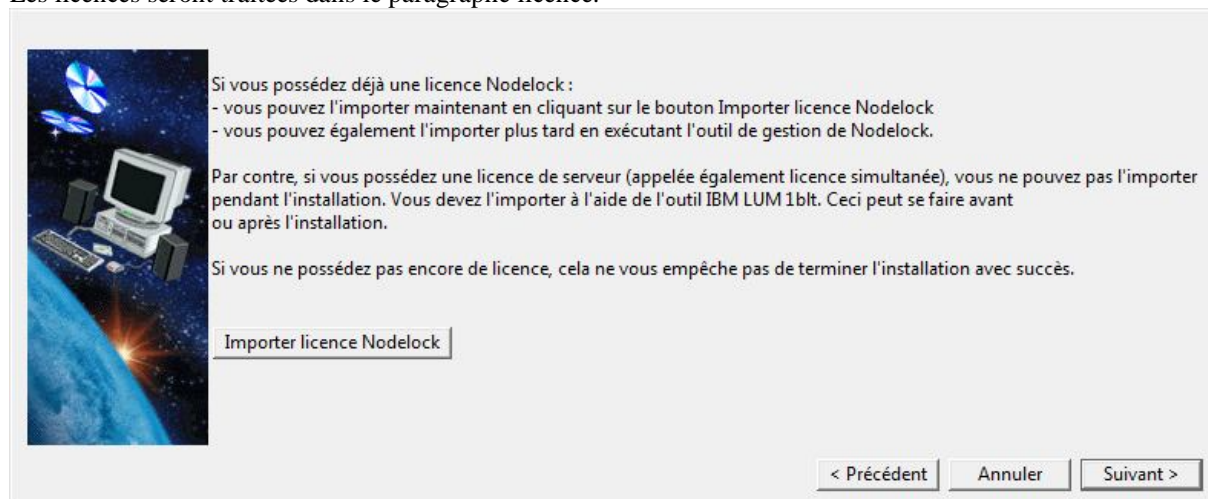 Les licences seront traitées dans le paragraphe licence.
Si vous possédez déjà une licence Nodelock :
- vous pouvez l'importer maintenant en cliquant sur le bouton Importer licence Nodelock
- vous pouvez également l'importer plus tard en exécutant l'outil de gestion de Nodelock.
Par contre, si vous possédez une licence de serveur (appelée également licence simultanée), vous ne pouvez pas l'importer
pendant l'installation. Vous devez l'importer à l'aide de l'outil IBM LUM 1blt. Ceci peut se faire avant
ou après l'installation.
Si vous ne possédez pas encore de licence, cela ne vous empêche pas de terminer l'installation avec succès.
Importer licence Nodelock
< Précédent Annuler Suivant >